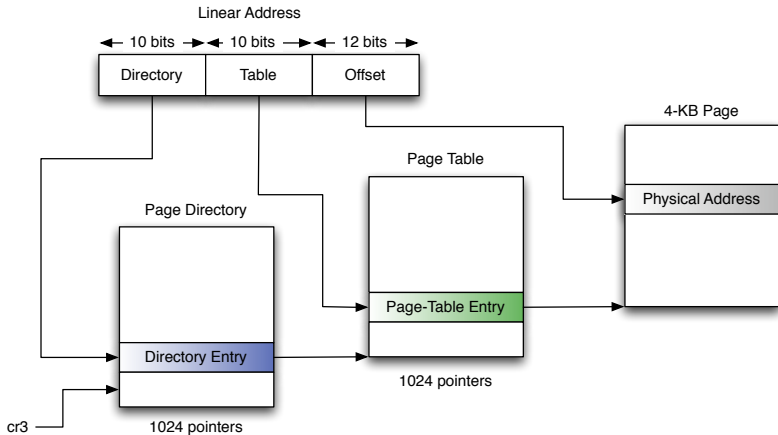 Linear Address
10 bits 10 bits 12 bits
Directory Table Offset
4-KB Page
Page Table
Physical Address
Page Directory
Page-Table Entry
Directory Entry
1024 pointers
cr3
1024 pointers